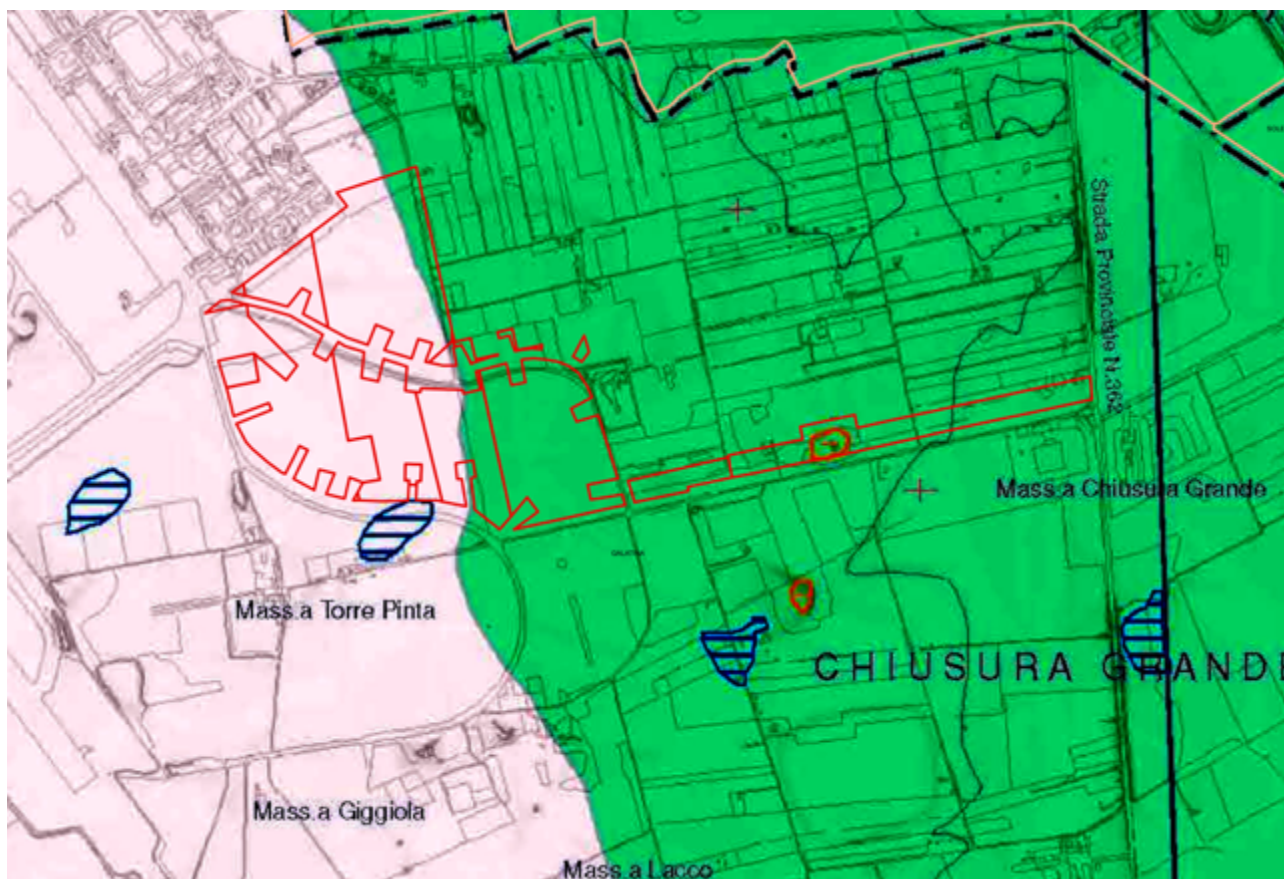 Strada Provinciale N.362
Mass.a Chiusura Grande
Mass.a Torre Pinta
CHIUSURA GRANDE
Mass.a Giggiola
Mass.a Lacco